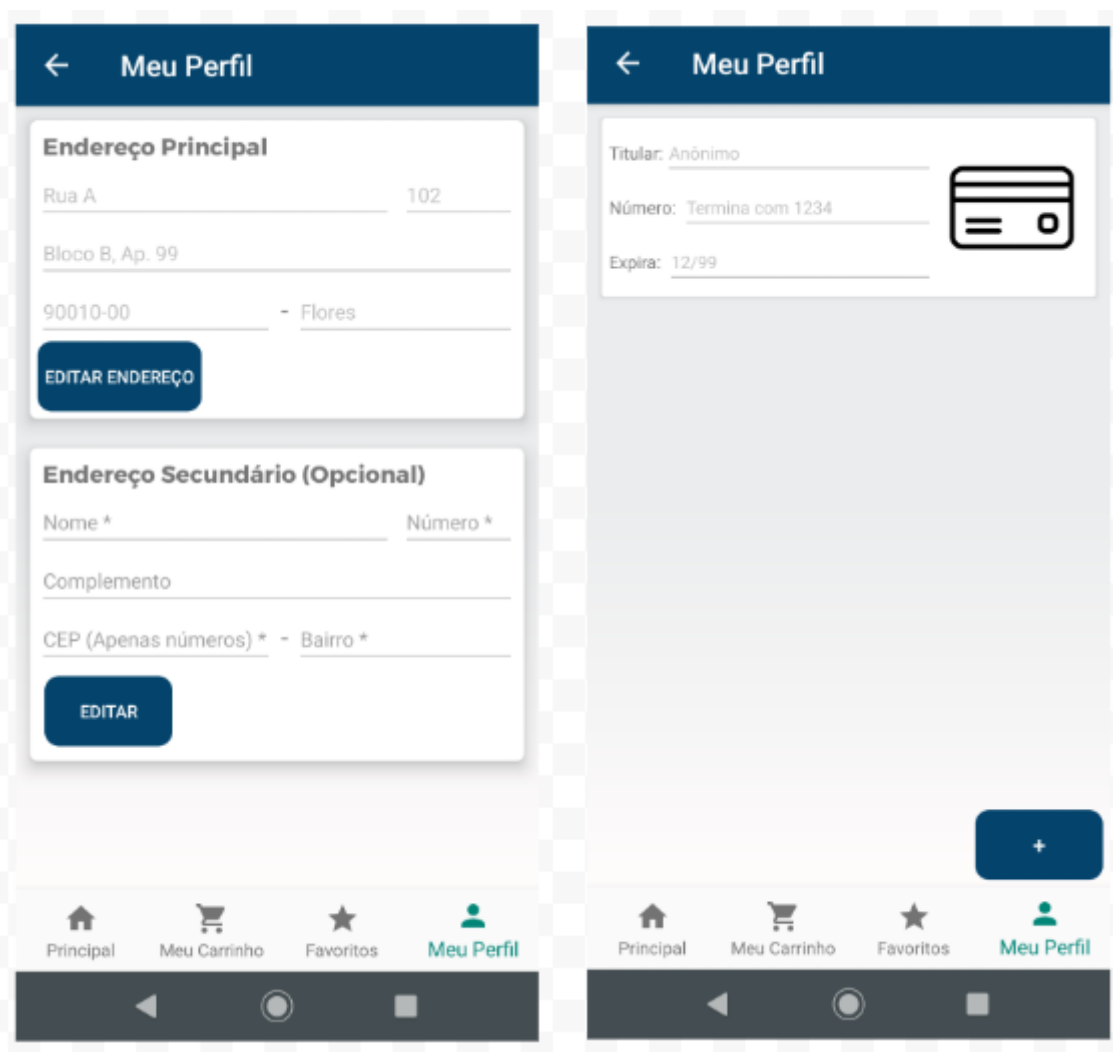 Meu Perfil
Endereço Principal
Rua A 102
Bloco B, Ap. 99
90010-00 - Flores
EDITAR ENDEREÇO
Endereço Secundário (Opcional)
Nome * Número *
Complemento
CEP (Apenas números) * - Bairro *
EDITAR
Principal Meu Carrinho Favoritos Meu Perfil
Meu Perfil
Titular: Anônimo
Número: Termina com 1234
Expira: 12/99
+
Principal Meu Carrinho Favoritos Meu Perfil